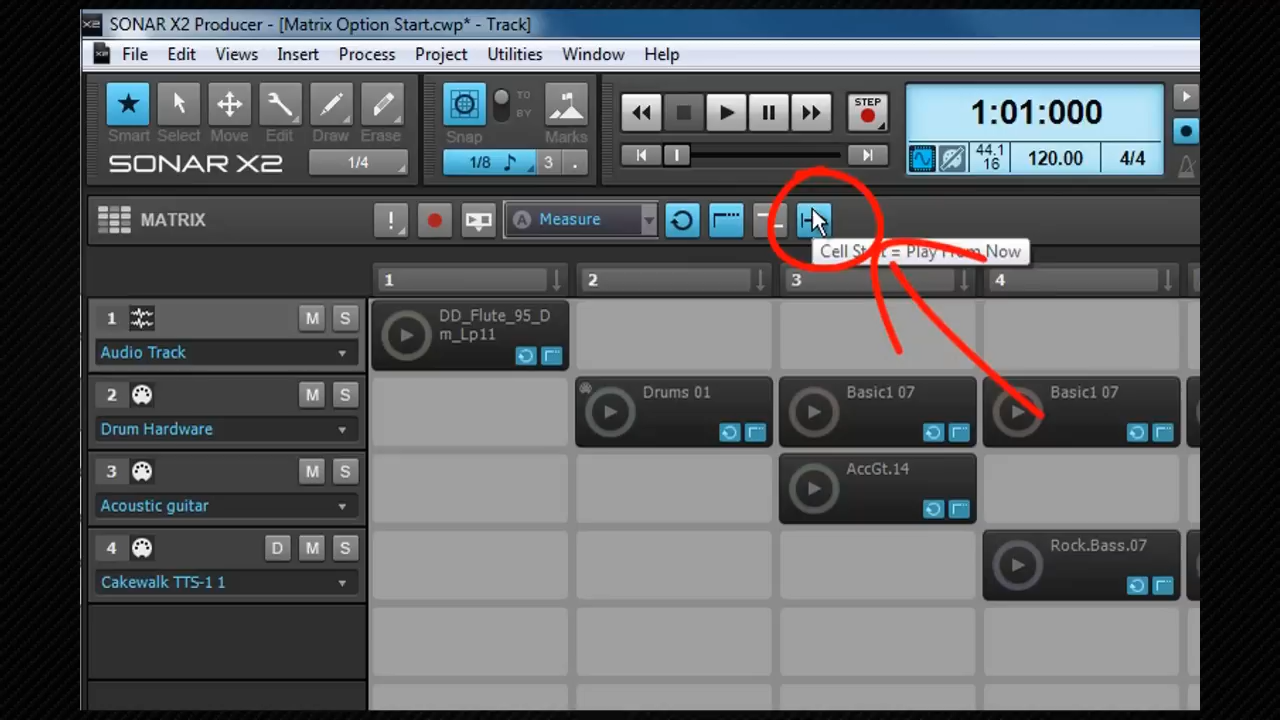 SONAR X2 Producer - [Matrix Option Start.cwp* - Track]
File Edit Views Insert Process Project Utilities Window Help
Smart Select Move Edit Draw Erase
SONAR X2 1/4
TO
BY
Snap Marks
1/8 3 .
STEP
1:01:000
44.1
16
120.00 4/4
MATRIX ! A Measure
Cell Start = Play From Now
1 2 3 4
1 M S
Audio Track
DD_Flute_95_D
m_Lp11
2 M S
Drum Hardware
Drums 01
Basic1 07
Basic1 07
3 M S
Acoustic guitar
AccGt.14
4 D M S
Cakewalk TTS-1 1
Rock.Bass.07